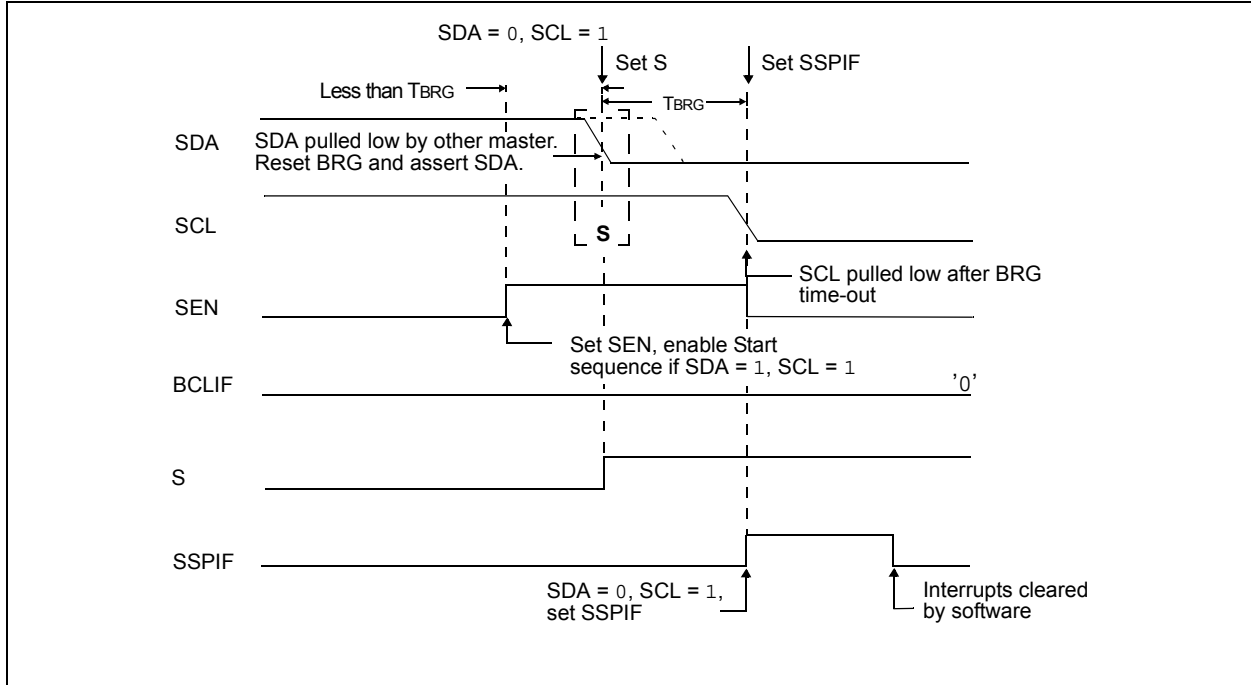 SDA = 0, SCL = 1
Set S
Set SSPIF
Less than TBRG
TBRG
SDA
SDA pulled low by other master.
Reset BRG and assert SDA.
SCL
S
SCL pulled low after BRG
time-out
SEN
Set SEN, enable Start
sequence if SDA = 1, SCL = 1
BCLIF
'0'
S
SSPIF
SDA = 0, SCL = 1,
set SSPIF
Interrupts cleared
by software